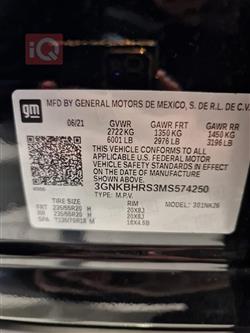 iQ
gm
MFD BY GENERAL MOTORS DE MEXICO, S. DE R.L. DE C.V.
06/21 GVWR GAWR FRT GAWR RR
2722 KG 1350 KG 1450 KG
6001 LB 2976 LB 3196 LB
THIS VEHICLE CONFORMS TO ALL
APPLICABLE U.S. FEDERAL MOTOR
VEHICLE SAFETY STANDARDS IN EFFECT
ON THE DATE OF MANUFACTURE
SHOWN ABOVE.
3GNKBHRS3MS574250
TYPE: M.P.V. MODEL:
TIRE SIZE RIM
FRT 235/55R20 H 20X8J
RR 235/55R20 H 20X8J
SPA M 18X4.5B